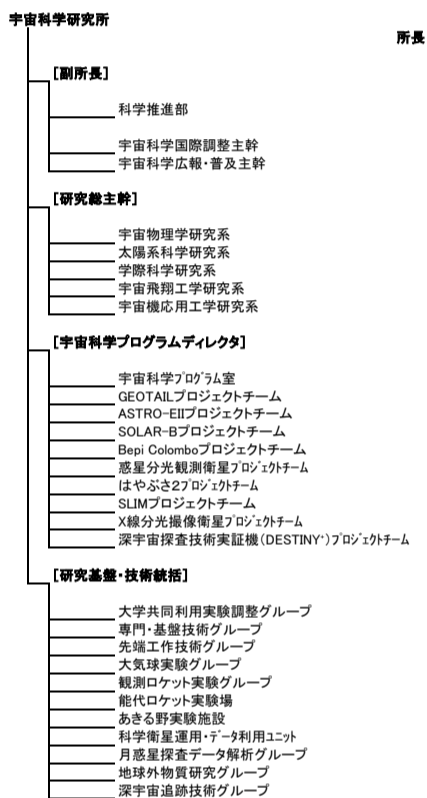 宇宙科学研究所
所長
[副所長]
科学推進部
宇宙科学国際調整主幹
宇宙科学広報・普及主幹
[研究総主幹]
宇宙物理学研究系
太陽系科学研究系
学際科学研究系
宇宙飛翔工学研究系
宇宙機応用工学研究系
[宇宙科学プログラムディレクタ]
宇宙科学ﾌﾟﾛｸﾞﾗﾑ室
GEOTAILプロジェクトチーム
ASTRO-EIIプロジェクトチーム
SOLAR-Bプロジェクトチーム
Bepi Colomboプロジェクトチーム
惑星分光観測衛星ﾌﾟﾛｼﾞｪｸﾄチーム
はやぶさ2ﾌﾟﾛｼﾞｪｸﾄチーム
SLIMプロジェクトチーム
X線分光撮像衛星ﾌﾟﾛｼﾞｪｸﾄチーム
深宇宙探査技術実証機(DESTINY⁺)ﾌﾟﾛｼﾞｪｸﾄチーム
[研究基盤・技術統括]
大学共同利用実験調整グループ
専門・基盤技術グループ
先端工作技術グループ
大気球実験グループ
観測ロケット実験グループ
能代ロケット実験場
あきる野実験施設
科学衛星運用・ﾃﾞｰﾀ利用ﾕﾆｯﾄ
月惑星探査データ解析グループ
地球外物質研究グループ
深宇宙追跡技術グループ